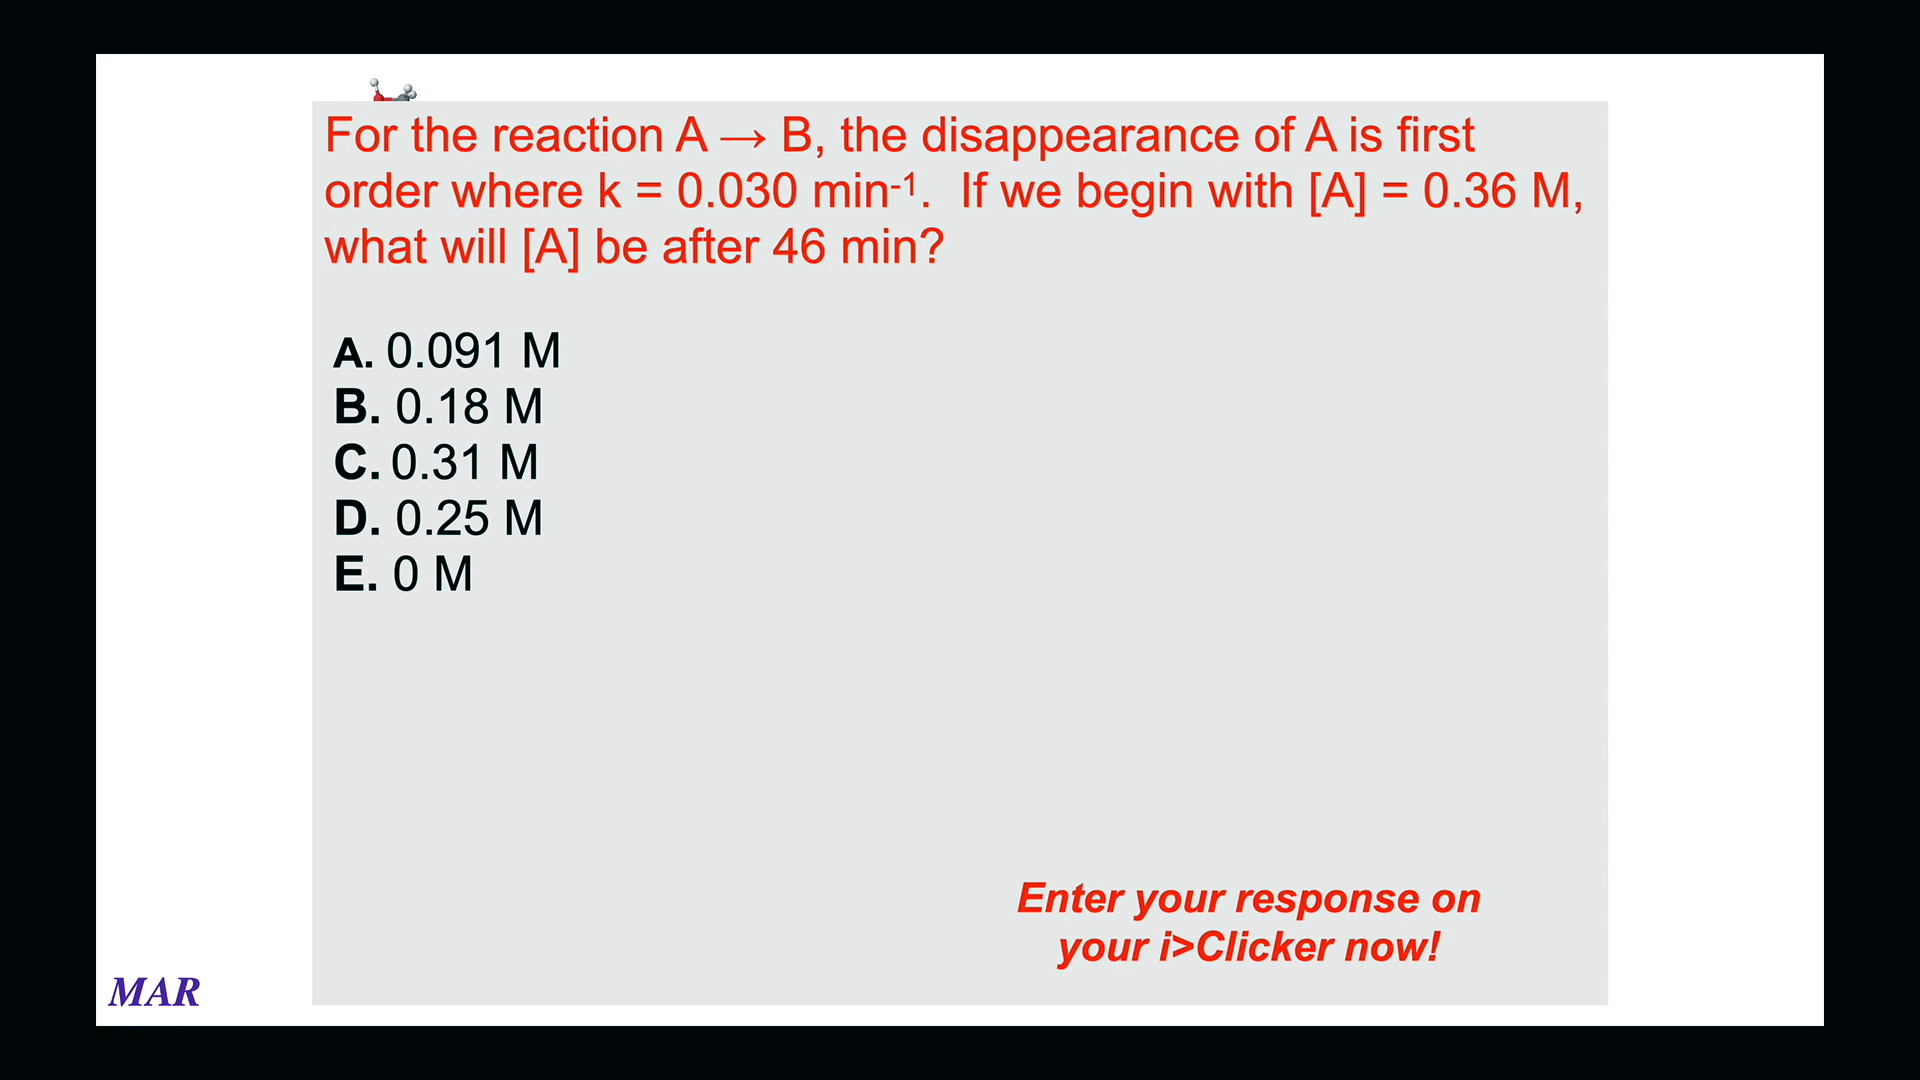 For the reaction A → B, the disappearance of A is first
order where k = 0.030 min⁻¹.  If we begin with [A] = 0.36 M,
what will [A] be after 46 min?
A. 0.091 M
B. 0.18 M
C. 0.31 M
D. 0.25 M
E. 0 M
Enter your response on
your i>Clicker now!
MAR